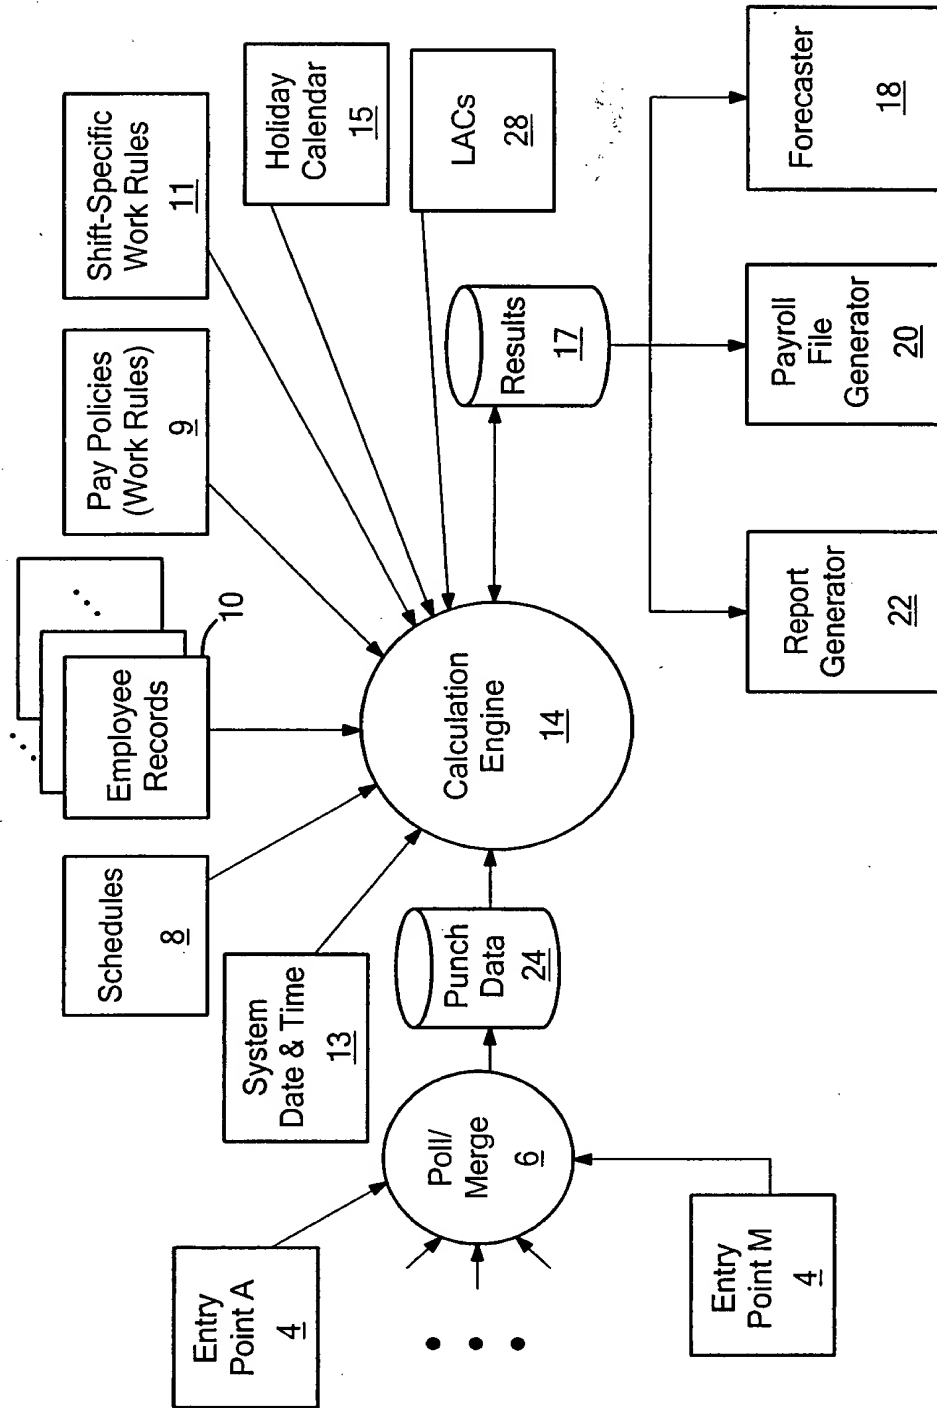 Entry
Point A
4
Entry
Point M
4
Poll/
Merge
6
Punch
Data
24
System
Date & Time
13
Schedules
8
Employee
Records
10
Pay Policies
(Work Rules)
9
Shift-Specific
Work Rules
11
Holiday
Calendar
15
LACs
28
Calculation
Engine
14
Results
17
Report
Generator
22
Payroll
File
Generator
20
Forecaster
18